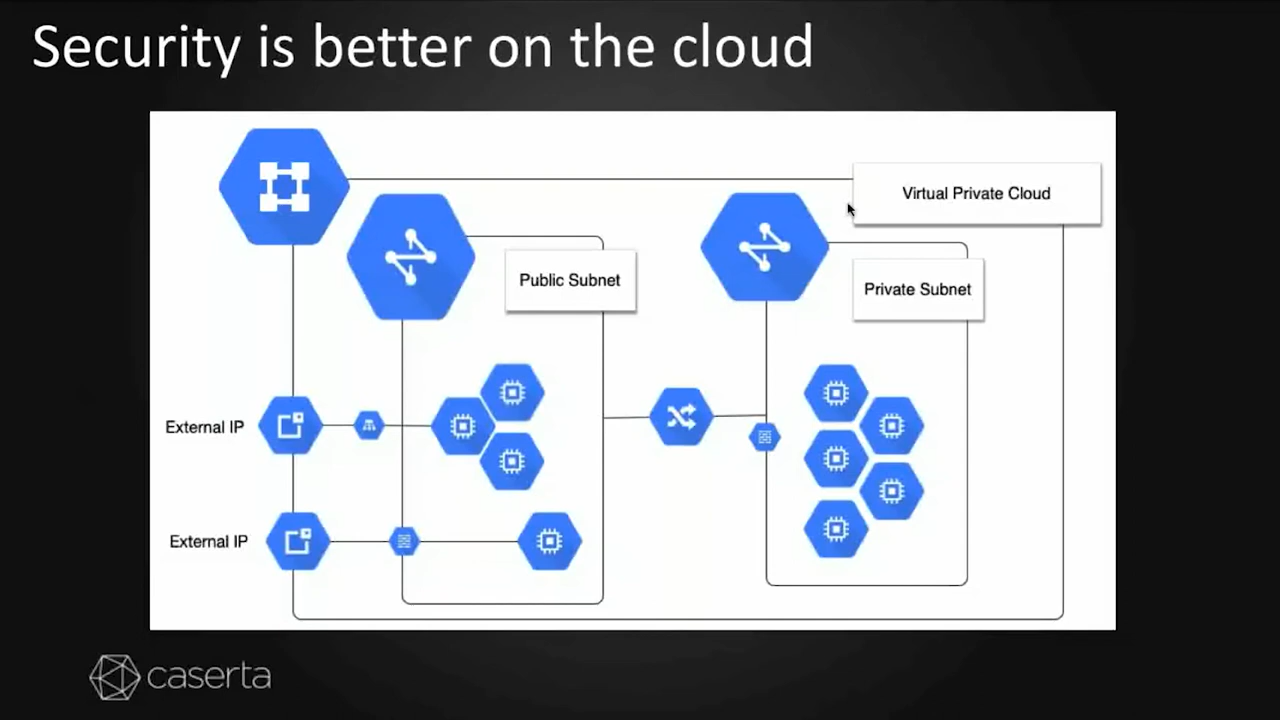 Security is better on the cloud
Virtual Private Cloud
Public Subnet
Private Subnet
External IP
External IP
caserta